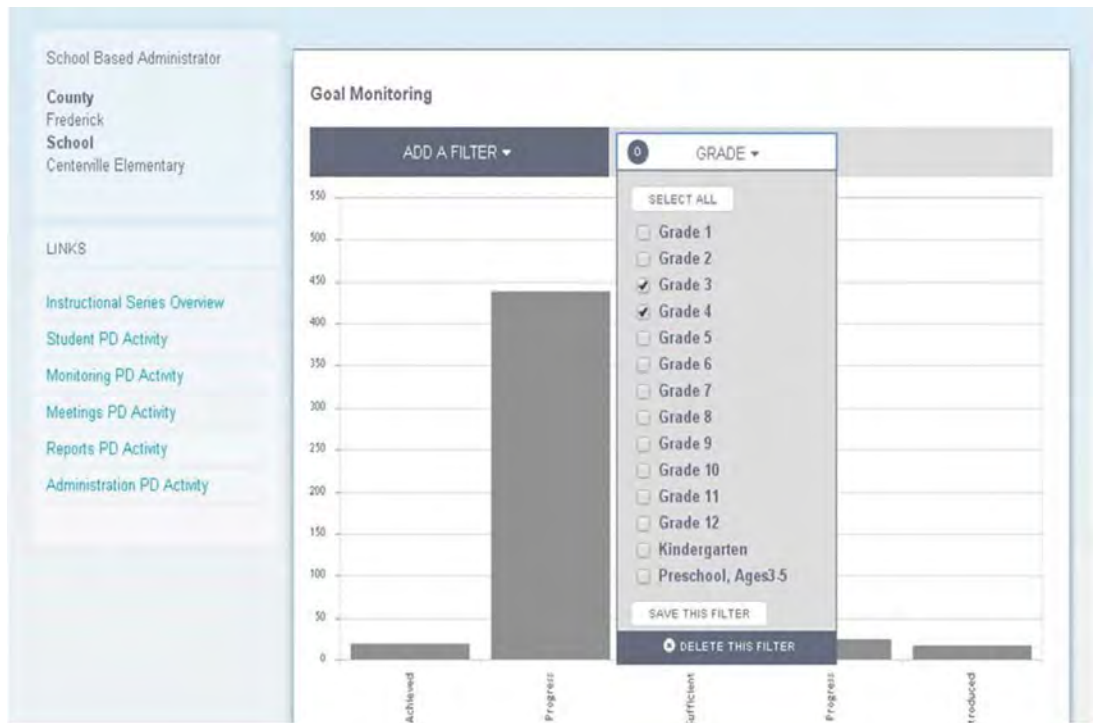 School Based Administrator
County
Frederick
School
Centerville Elementary
LINKS
Instructional Series Overview
Student PD Activity
Monitoring PD Activity
Meetings PD Activity
Reports PD Activity
Administration PD Activity
Goal Monitoring
ADD A FILTER
0 GRADE
SELECT ALL
Grade 1
Grade 2
Grade 3
Grade 4
Grade 5
Grade 6
Grade 7
Grade 8
Grade 9
Grade 10
Grade 11
Grade 12
Kindergarten
Preschool, Ages3-5
SAVE THIS FILTER
DELETE THIS FILTER
550
500
450
400
350
300
250
200
150
100
50
0
Achieved
Progress
ufficient
Progress
troduced